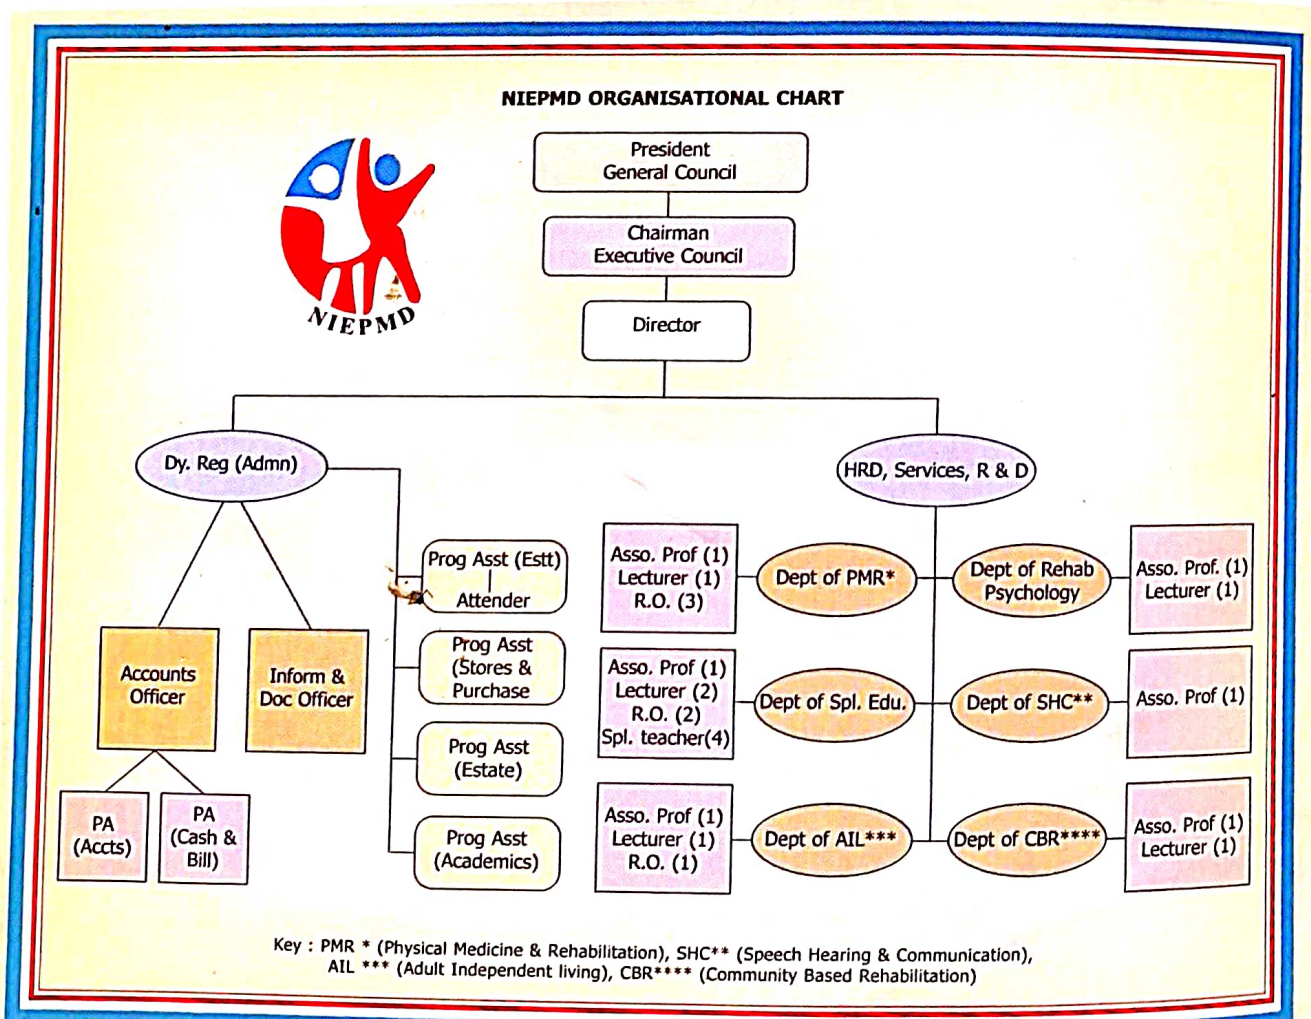 NIEPMD ORGANISATIONAL CHART
President
General Council
Chairman
Executive Council
Director
NIEPMD
Dy. Reg (Admn)
HRD, Services, R & D
Prog Asst (Estt)
Attender
Prog Asst
(Stores &
Purchase
Prog Asst
(Estate)
Prog Asst
(Academics)
Accounts
Officer
Inform &
Doc Officer
PA
(Accts)
PA
(Cash &
Bill)
Asso. Prof (1)
Lecturer (1)
R.O. (3)
Dept of PMR*
Dept of Rehab
Psychology
Asso. Prof. (1)
Lecturer (1)
Asso. Prof (1)
Lecturer (2)
R.O. (2)
Spl. teacher(4)
Dept of Spl. Edu.
Dept of SHC**
Asso. Prof (1)
Asso. Prof (1)
Lecturer (1)
R.O. (1)
Dept of AIL***
Dept of CBR****
Asso. Prof (1)
Lecturer (1)
Key : PMR * (Physical Medicine & Rehabilitation), SHC** (Speech Hearing & Communication),
AIL *** (Adult Independent living), CBR**** (Community Based Rehabilitation)